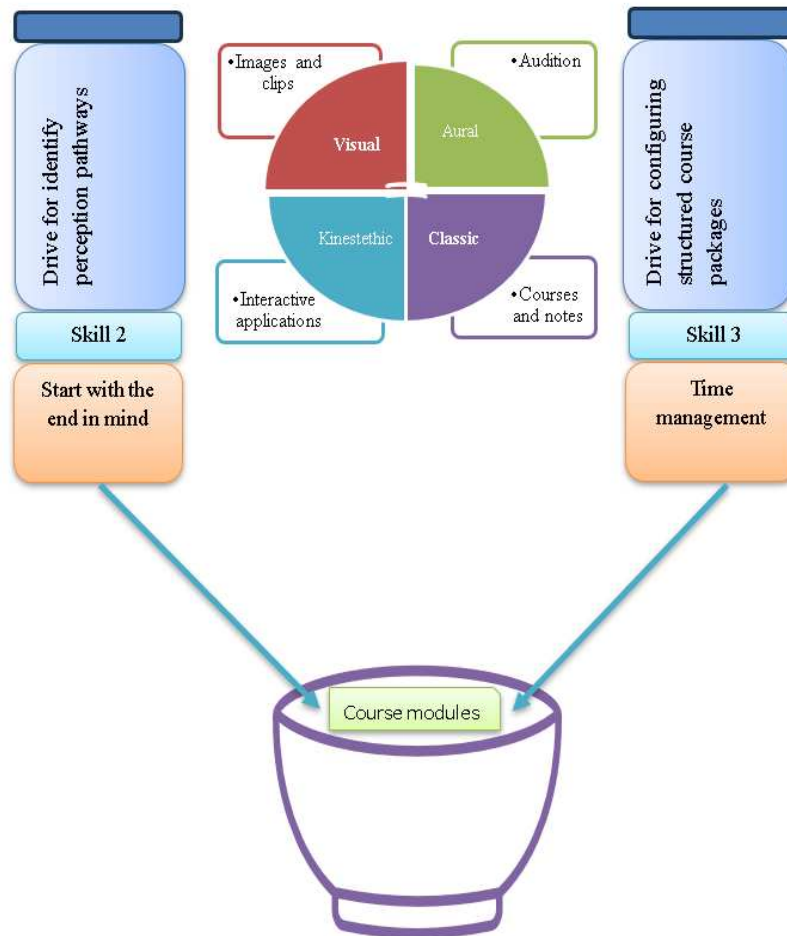 Drive for identify
perception pathways
Skill 2
Start with the
end in mind
•Images and
clips
Visual
•Audition
Aural
Kinestethic
•Interactive
applications
Classic
•Courses
and notes
Drive for configuring
structured course
packages
Skill 3
Time
management
Course modules